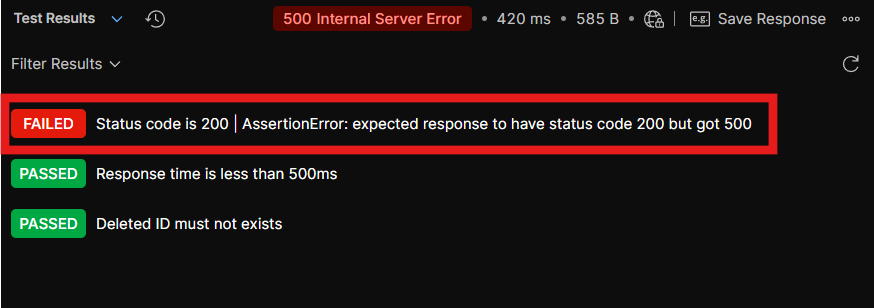 Test Results 500 Internal Server Error • 420 ms • 585 B • e.g. Save Response
Filter Results
FAILED Status code is 200 | AssertionError: expected response to have status code 200 but got 500
PASSED Response time is less than 500ms
PASSED Deleted ID must not exists